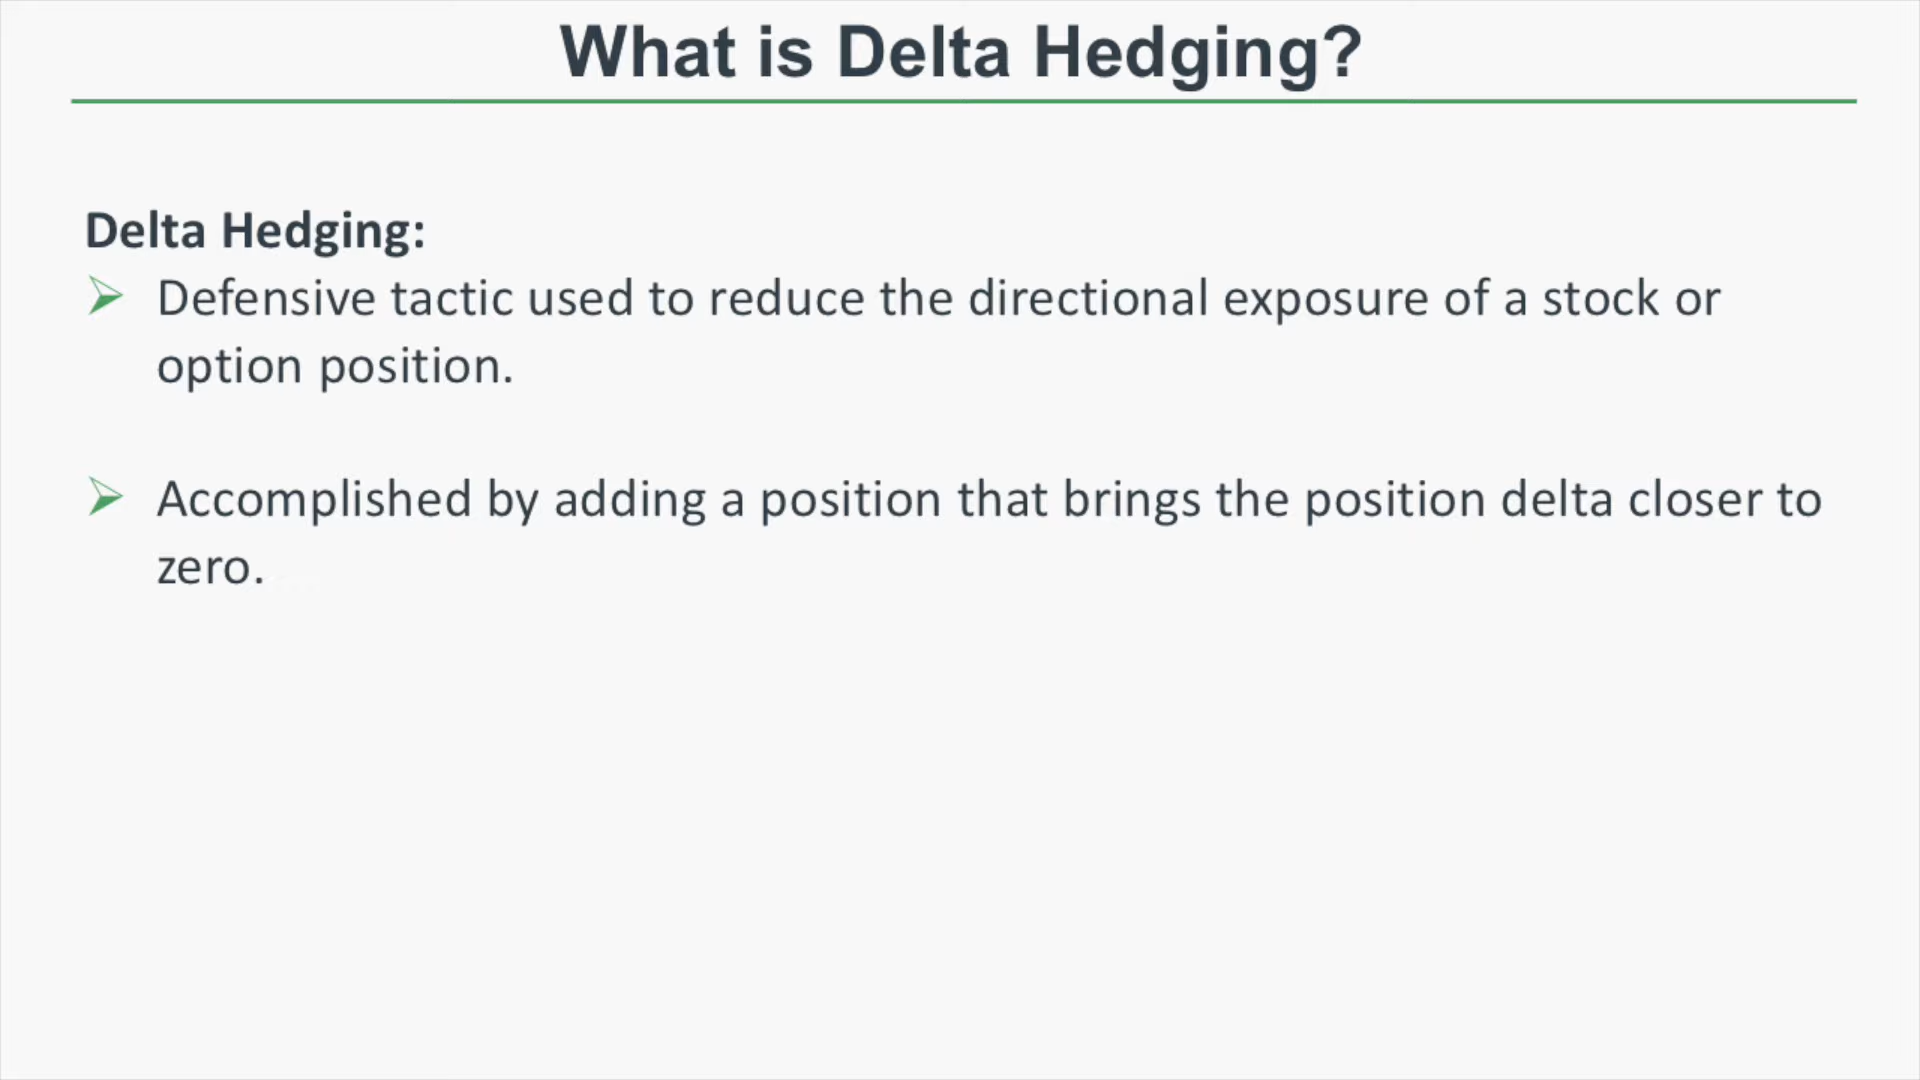 What is Delta Hedging?
Delta Hedging:
Defensive tactic used to reduce the directional exposure of a stock or
option position.
Accomplished by adding a position that brings the position delta closer to
zero.